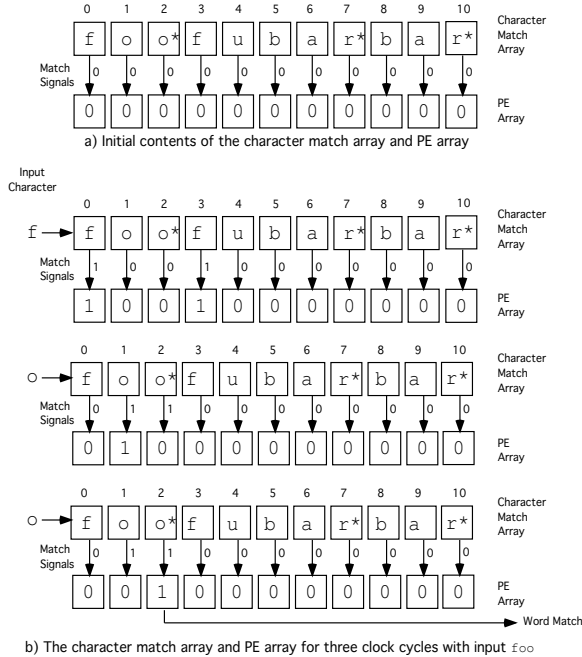 0 1 2 3 4 5 6 7 8 9 10
Character
Match
Array
f o o* f u b a r* b a r*
Match
Signals
0 0 0 0 0 0 0 0 0 0 0
0 0 0 0 0 0 0 0 0 0 0
PE
Array
a) Initial contents of the character match array and PE array
Input
Character
0 1 2 3 4 5 6 7 8 9 10
Character
Match
Array
f f o o* f u b a r* b a r*
Match
Signals
1 0 0 1 0 0 0 0 0 0 0
1 0 0 1 0 0 0 0 0 0 0
PE
Array
0 1 2 3 4 5 6 7 8 9 10
Character
Match
Array
o f o o* f u b a r* b a r*
Match
Signals
0 1 1 0 0 0 0 0 0 0 0
0 1 0 0 0 0 0 0 0 0 0
PE
Array
0 1 2 3 4 5 6 7 8 9 10
Character
Match
Array
o f o o* f u b a r* b a r*
Match
Signals
0 1 1 0 0 0 0 0 0 0 0
0 0 1 0 0 0 0 0 0 0 0
PE
Array
Word Match
b) The character match array and PE array for three clock cycles with input foo